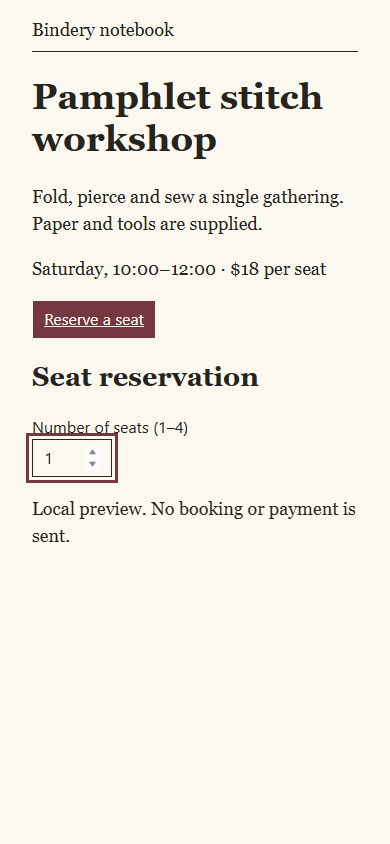 Bindery notebook
Pamphlet stitch
workshop
Fold, pierce and sew a single gathering.
Paper and tools are supplied.
Saturday, 10:00–12:00 · $18 per seat
Reserve a seat
Seat reservation
Number of seats (1–4)
1
Local preview. No booking or payment is
sent.